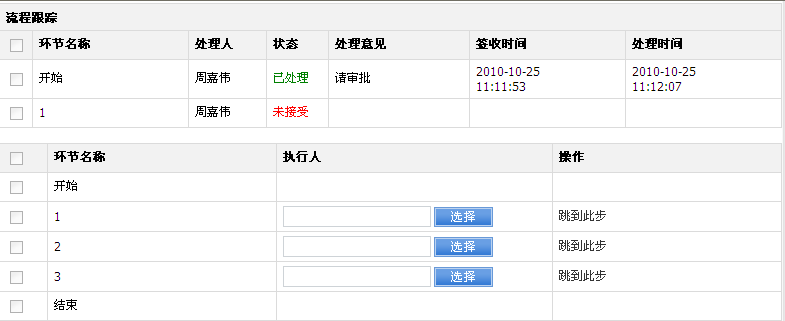 流程跟踪
环节名称 处理人 状态 处理意见 签收时间 处理时间
开始 周嘉伟 已处理 请审批 2010-10-25 11:11:53 2010-10-25 11:12:07
1 周嘉伟 未接受
环节名称 执行人 操作
开始
1 选择 跳到此步
2 选择 跳到此步
3 选择 跳到此步
结束